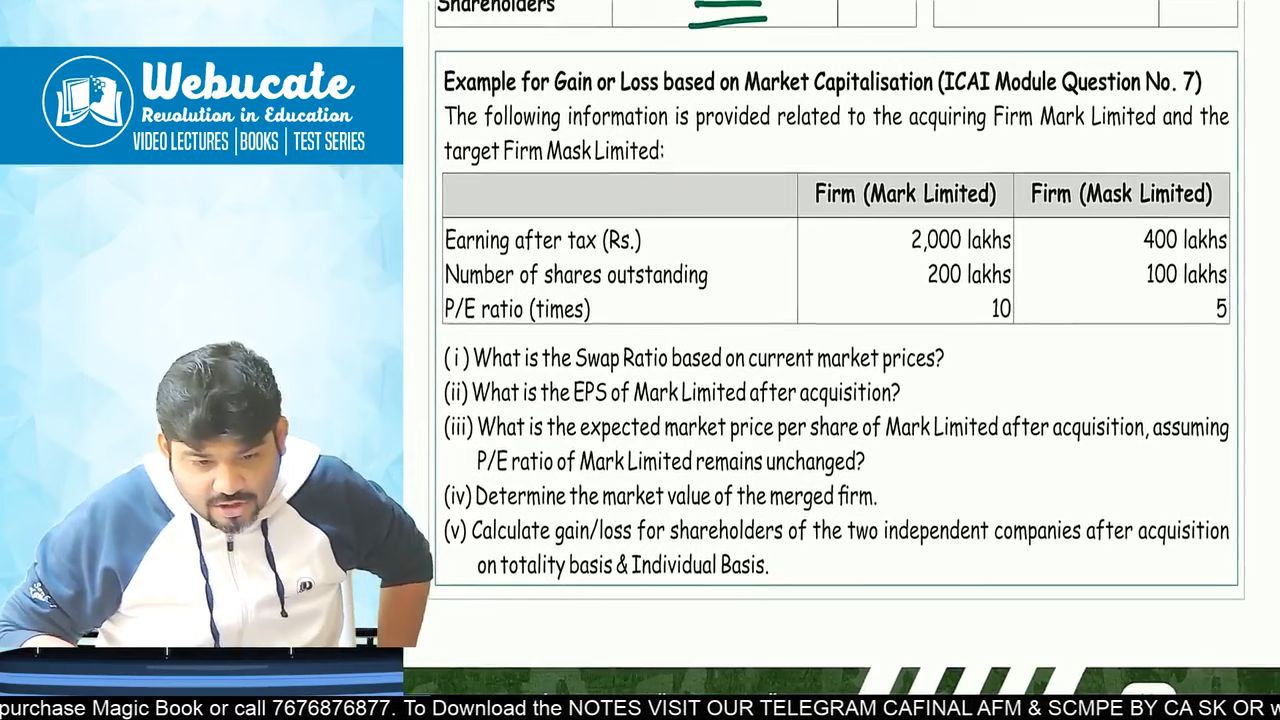 Shareholders
Webucate
Revolution in Education
VIDEO LECTURES | BOOKS | TEST SERIES
Example for Gain or Loss based on Market Capitalisation (ICAI Module Question No. 7)
The following information is provided related to the acquiring Firm Mark Limited and the
target Firm Mask Limited:
Firm (Mark Limited) Firm (Mask Limited)
Earning after tax (Rs.) 2,000 lakhs 400 lakhs
Number of shares outstanding 200 lakhs 100 lakhs
P/E ratio (times) 10 5
(i) What is the Swap Ratio based on current market prices?
(ii) What is the EPS of Mark Limited after acquisition?
(iii) What is the expected market price per share of Mark Limited after acquisition, assuming
P/E ratio of Mark Limited remains unchanged?
(iv) Determine the market value of the merged firm.
(v) Calculate gain/loss for shareholders of the two independent companies after acquisition
on totality basis & Individual Basis.
purchase Magic Book or call 7676876877. To Download the NOTES VISIT OUR TELEGRAM CAFINAL AFM & SCMPE BY CA SK OR w